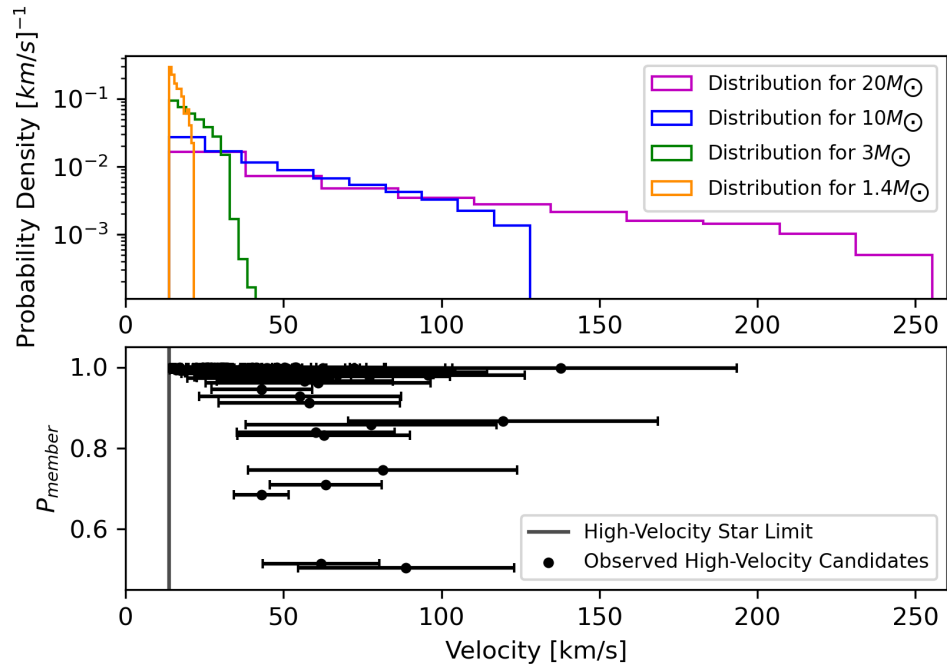 Probability Density [km/s]⁻¹
10⁻¹
10⁻²
10⁻³
Distribution for 20M☉
Distribution for 10M☉
Distribution for 3M☉
Distribution for 1.4M☉
0 50 100 150 200 250
P_member
1.0
0.8
0.6
High-Velocity Star Limit
Observed High-Velocity Candidates
0 50 100 150 200 250
Velocity [km/s]